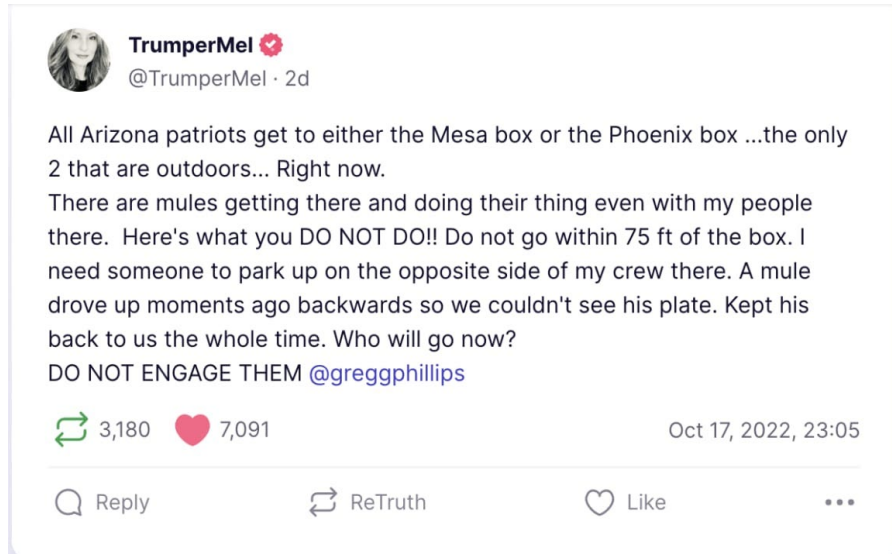 TrumperMel
@TrumperMel · 2d
All Arizona patriots get to either the Mesa box or the Phoenix box ...the only
2 that are outdoors... Right now.
There are mules getting there and doing their thing even with my people
there.  Here's what you DO NOT DO!! Do not go within 75 ft of the box. I
need someone to park up on the opposite side of my crew there. A mule
drove up moments ago backwards so we couldn't see his plate. Kept his
back to us the whole time. Who will go now?
DO NOT ENGAGE THEM @greggphillips
3,180 7,091 Oct 17, 2022, 23:05
Reply ReTruth Like